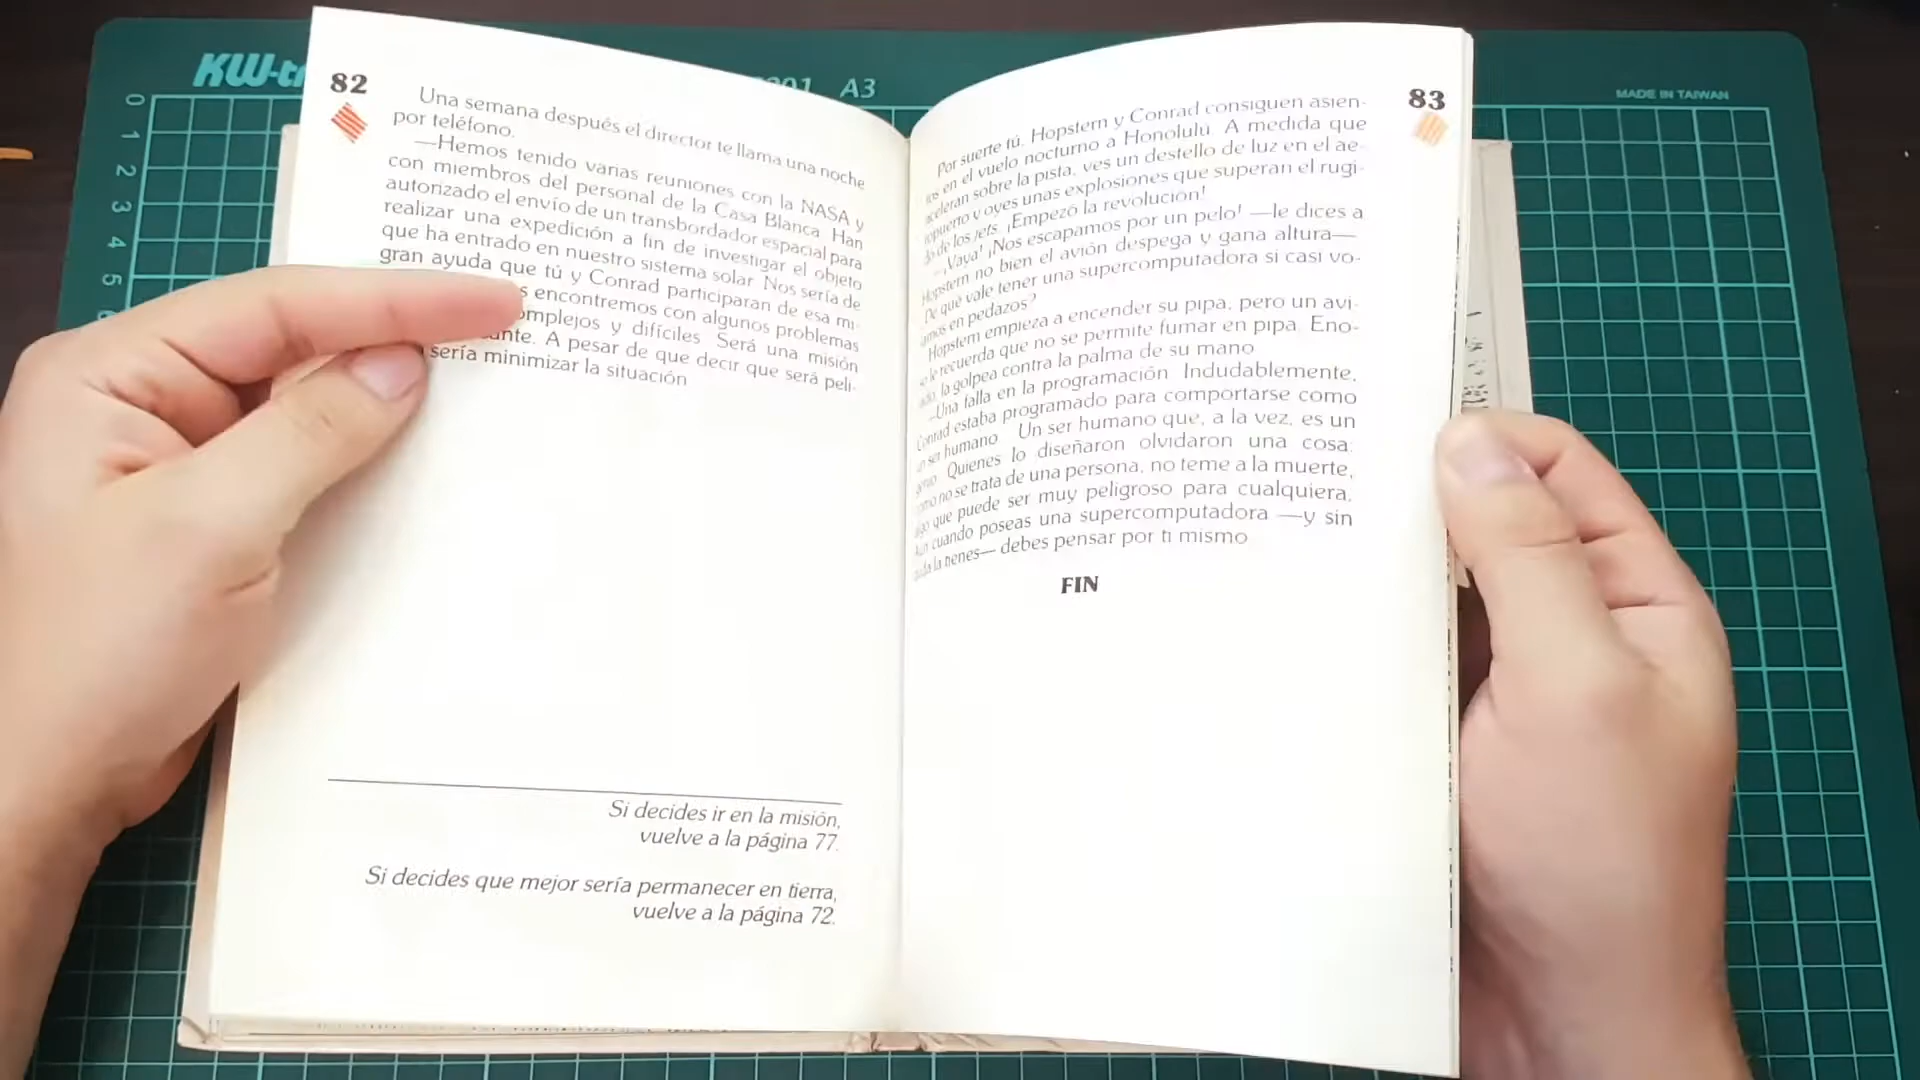 KW-tr
A3
MADE IN TAIWAN
0
1
2
3
4
5
82
Una semana después el director te llama una noche
por teléfono.
—Hemos tenido varias reuniones con la NASA y
con miembros del personal de la Casa Blanca. Han
autorizado el envío de un transbordador espacial para
realizar una expedición a fin de investigar el objeto
que ha entrado en nuestro sistema solar. Nos sería de
gran ayuda que tú y Conrad participaran de esa mi-
encontremos con algunos problemas
complejos y difíciles. Será una misión
A pesar de que decir que será peli-
sería minimizar la situación
Si decides ir en la misión,
vuelve a la página 77.
Si decides que mejor sería permanecer en tierra,
vuelve a la página 72.
83
Por suerte tú, Hopstern y Conrad consiguen asien-
tos en el vuelo nocturno a Honolulú. A medida que
aceleran sobre la pista, ves un destello de luz en el ae-
ropuerto y oyes unas explosiones que superan el rugi-
do de los jets. ¡Empezó la revolución!
—¡Vaya! ¡Nos escapamos por un pelo! —le dices a
Hopstern no bien el avión despega y gana altura—
De qué vale tener una supercomputadora si casi vo-
amos en pedazos?
Hopstern empieza a encender su pipa, pero un avi-
so le recuerda que no se permite fumar en pipa. Eno-
jado, la golpea contra la palma de su mano
—Una falla en la programación Indudablemente,
Conrad estaba programado para comportarse como
un ser humano Un ser humano que, a la vez, es un
genio Quienes lo diseñaron olvidaron una cosa:
como no se trata de una persona, no teme a la muerte,
algo que puede ser muy peligroso para cualquiera,
Aun cuando poseas una supercomputadora —y sin
duda la tienes— debes pensar por ti mismo
FIN